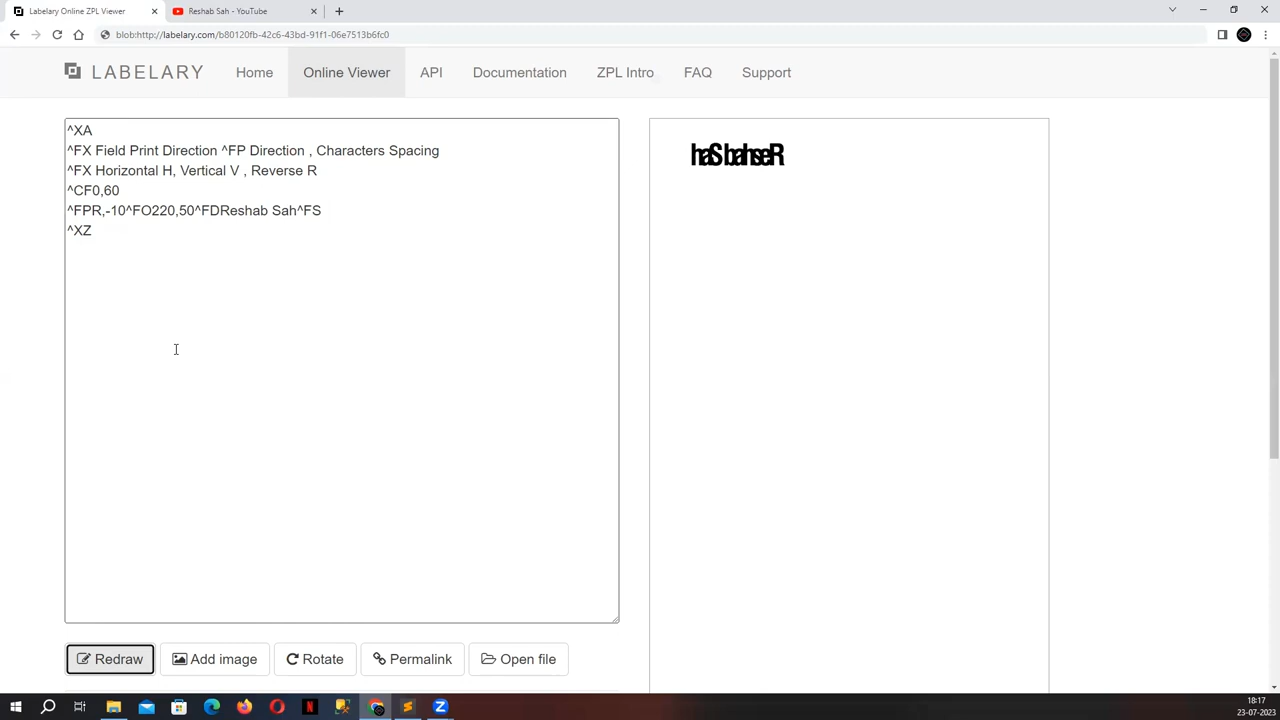 Labelary Online ZPL Viewer
Reshab Sah - YouTube
blob:http://labelary.com/b80120fb-42c6-43bd-91f1-06e7513b6fc0
LABELARY
Home
Online Viewer
API
Documentation
ZPL Intro
FAQ
Support
^XA
^FX Field Print Direction ^FP Direction , Characters Spacing
^FX Horizontal H, Vertical V , Reverse R
^CF0,60
^FPR,-10^FO220,50^FDReshab Sah^FS
^XZ
haS bahseR
Redraw
Add image
Rotate
Permalink
Open file
18:17
23-07-2023